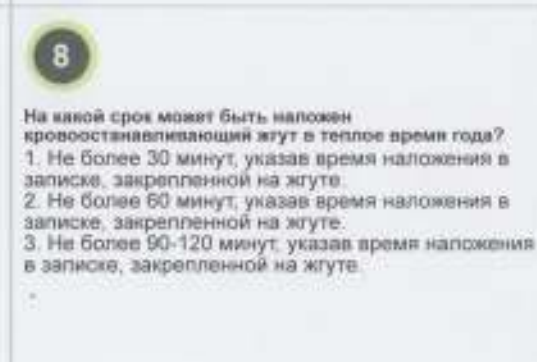 8
На какой срок может быть наложен
кровоостанавливающий жгут в теплое время года?
1. Не более 30 минут, указав время наложения в
записке, закрепленной на жгуте.
2. Не более 60 минут, указав время наложения в
записке, закрепленной на жгуте.
3. Не более 90-120 минут, указав время наложения
в записке, закрепленной на жгуте.